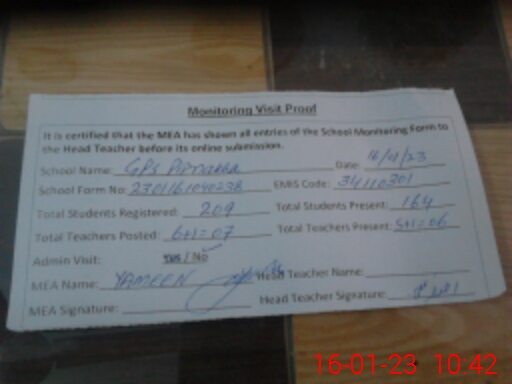 Monitoring Visit Proof
It is certified that the MEA has shown all entries of the School Monitoring Form to
the Head Teacher before its online submission.
School Name: GPS Date: 16/01/23
School Form No: 2301161040238 EMIS Code: 34110301
Total Students Registered: 209 Total Students Present: 164
Total Teachers Posted: 6+1=07 Total Teachers Present: 5+1=06
Admin Visit: Yes / No
MEA Name: YAMEEN Head Teacher Name:
MEA Signature: Head Teacher Signature:
16-01-23 10:42